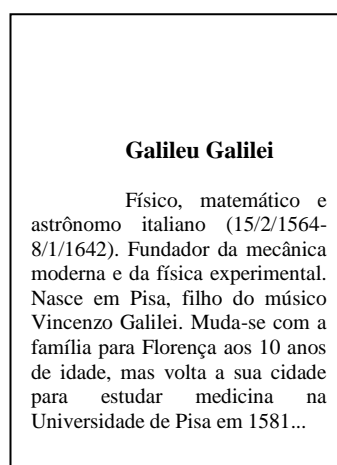 Galileu Galilei
Físico, matemático e
astrônomo italiano (15/2/1564-
8/1/1642). Fundador da mecânica
moderna e da física experimental.
Nasce em Pisa, filho do músico
Vincenzo Galilei. Muda-se com a
família para Florença aos 10 anos
de idade, mas volta a sua cidade
para estudar medicina na
Universidade de Pisa em 1581...